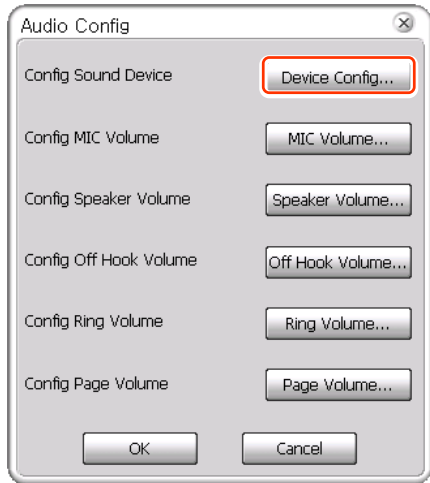 Audio Config
Config Sound Device Device Config...
Config MIC Volume MIC Volume...
Config Speaker Volume Speaker Volume...
Config Off Hook Volume Off Hook Volume...
Config Ring Volume Ring Volume...
Config Page Volume Page Volume...
OK Cancel